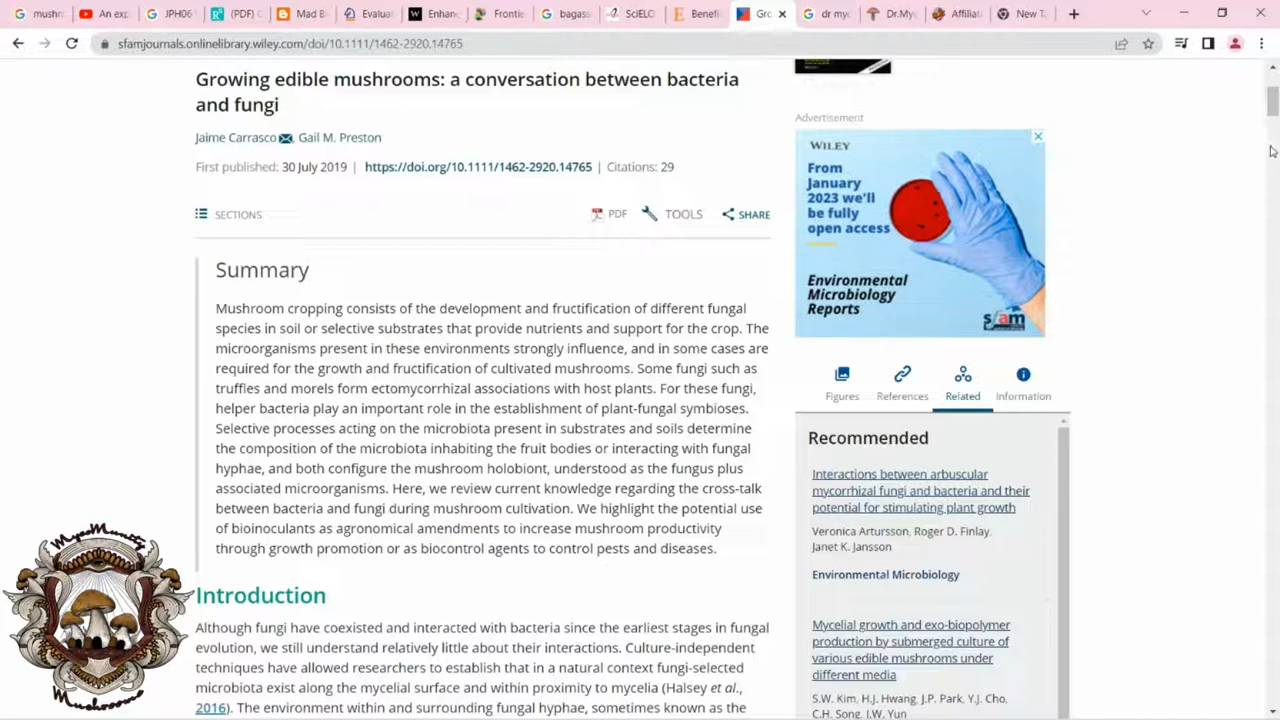 mushr
An exp
JPH06
(PDF) C
Mad B
Evalua
Enhan
Frontie
bagass
SciELO
Benefi
Gro
dr myc
Dr.Mys
Affiliat
New T
sfamjournals.onlinelibrary.wiley.com/doi/10.1111/1462-2920.14765
Growing edible mushrooms: a conversation between bacteria
and fungi
Jaime Carrasco, Gail M. Preston
First published: 30 July 2019 | https://doi.org/10.1111/1462-2920.14765 | Citations: 29
SECTIONS
PDF
TOOLS
SHARE
Summary
Mushroom cropping consists of the development and fructification of different fungal
species in soil or selective substrates that provide nutrients and support for the crop. The
microorganisms present in these environments strongly influence, and in some cases are
required for the growth and fructification of cultivated mushrooms. Some fungi such as
truffles and morels form ectomycorrhizal associations with host plants. For these fungi,
helper bacteria play an important role in the establishment of plant-fungal symbioses.
Selective processes acting on the microbiota present in substrates and soils determine
the composition of the microbiota inhabiting the fruit bodies or interacting with fungal
hyphae, and both configure the mushroom holobiont, understood as the fungus plus
associated microorganisms. Here, we review current knowledge regarding the cross-talk
between bacteria and fungi during mushroom cultivation. We highlight the potential use
of bioinoculants as agronomical amendments to increase mushroom productivity
through growth promotion or as biocontrol agents to control pests and diseases.
Introduction
Although fungi have coexisted and interacted with bacteria since the earliest stages in fungal
evolution, we still understand relatively little about their interactions. Culture-independent
techniques have allowed researchers to establish that in a natural context fungi-selected
microbiota exist along the mycelial surface and within proximity to mycelia (Halsey et al.,
2016). The environment within and surrounding fungal hyphae, sometimes known as the
Advertisement
WILEY
From
January
2023 we'll
be fully
open access
Environmental
Microbiology
Reports
sfam
Figures
References
Related
Information
Recommended
Interactions between arbuscular
mycorrhizal fungi and bacteria and their
potential for stimulating plant growth
Veronica Artursson, Roger D. Finlay,
Janet K. Jansson
Environmental Microbiology
Mycelial growth and exo-biopolymer
production by submerged culture of
various edible mushrooms under
different media
S.W. Kim, H.J. Hwang, J.P. Park, Y.J. Cho,
C.H. Song, J.W. Yun
Mushrooms